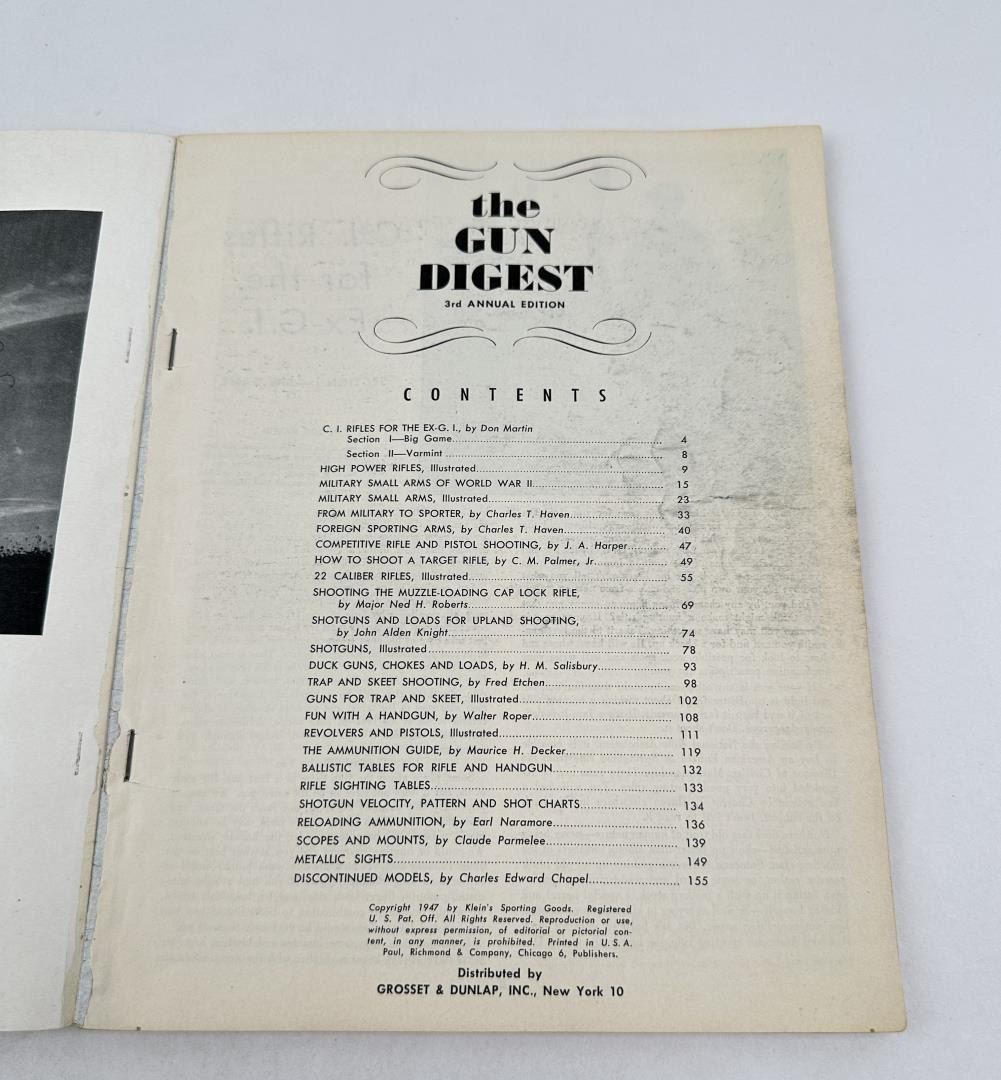 the
GUN
DIGEST
3rd ANNUAL EDITION
CONTENTS
C. I. RIFLES FOR THE EX-G. I., by Don Martin
Section I—Big Game 4
Section II—Varmint 8
HIGH POWER RIFLES, Illustrated 9
MILITARY SMALL ARMS OF WORLD WAR II 15
MILITARY SMALL ARMS, Illustrated 23
FROM MILITARY TO SPORTER, by Charles T. Haven 33
FOREIGN SPORTING ARMS, by Charles T. Haven 40
COMPETITIVE RIFLE AND PISTOL SHOOTING, by J. A. Harper 47
HOW TO SHOOT A TARGET RIFLE, by C. M. Palmer, Jr. 49
22 CALIBER RIFLES, Illustrated 55
SHOOTING THE MUZZLE-LOADING CAP LOCK RIFLE,
by Major Ned H. Roberts 69
SHOTGUNS AND LOADS FOR UPLAND SHOOTING,
by John Alden Knight 74
SHOTGUNS, Illustrated 78
DUCK GUNS, CHOKES AND LOADS, by H. M. Salisbury 93
TRAP AND SKEET SHOOTING, by Fred Etchen 98
GUNS FOR TRAP AND SKEET, Illustrated 102
FUN WITH A HANDGUN, by Walter Roper 108
REVOLVERS AND PISTOLS, Illustrated 111
THE AMMUNITION GUIDE, by Maurice H. Decker 119
BALLISTIC TABLES FOR RIFLE AND HANDGUN 132
RIFLE SIGHTING TABLES 133
SHOTGUN VELOCITY, PATTERN AND SHOT CHARTS 134
RELOADING AMMUNITION, by Earl Naramore 136
SCOPES AND MOUNTS, by Claude Parmelee 139
METALLIC SIGHTS 149
DISCONTINUED MODELS, by Charles Edward Chapel 155
Copyright 1947 by Klein's Sporting Goods. Registered
U. S. Pat. Off. All Rights Reserved. Reproduction or use,
without express permission, of editorial or pictorial con-
tent, in any manner, is prohibited. Printed in U. S. A.
Paul, Richmond & Company, Chicago 6, Publishers.
Distributed by
GROSSET & DUNLAP, INC., New York 10